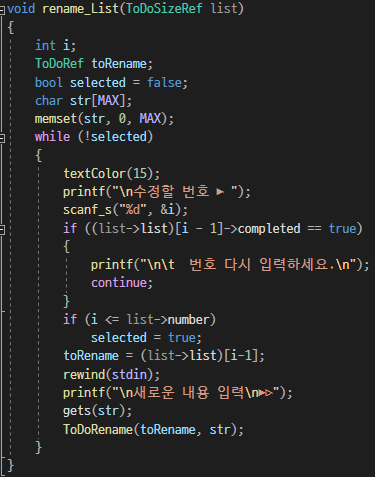 void rename_List(ToDoSizeRef list)
{
    int i;
    ToDoRef toRename;
    bool selected = false;
    char str[MAX];
    memset(str, 0, MAX);
    while (!selected)
    {
        textColor(15);
        printf("\n수정할 번호 ▶ ");
        scanf_s("%d", &i);
        if ((list->list)[i - 1]->completed == true)
        {
            printf("\n\t  번호 다시 입력하세요.\n");
            continue;
        }
        if (i <= list->number)
            selected = true;
        toRename = (list->list)[i-1];
        rewind(stdin);
        printf("\n새로운 내용 입력\n▶▷");
        gets(str);
        ToDoRename(toRename, str);
    }
}